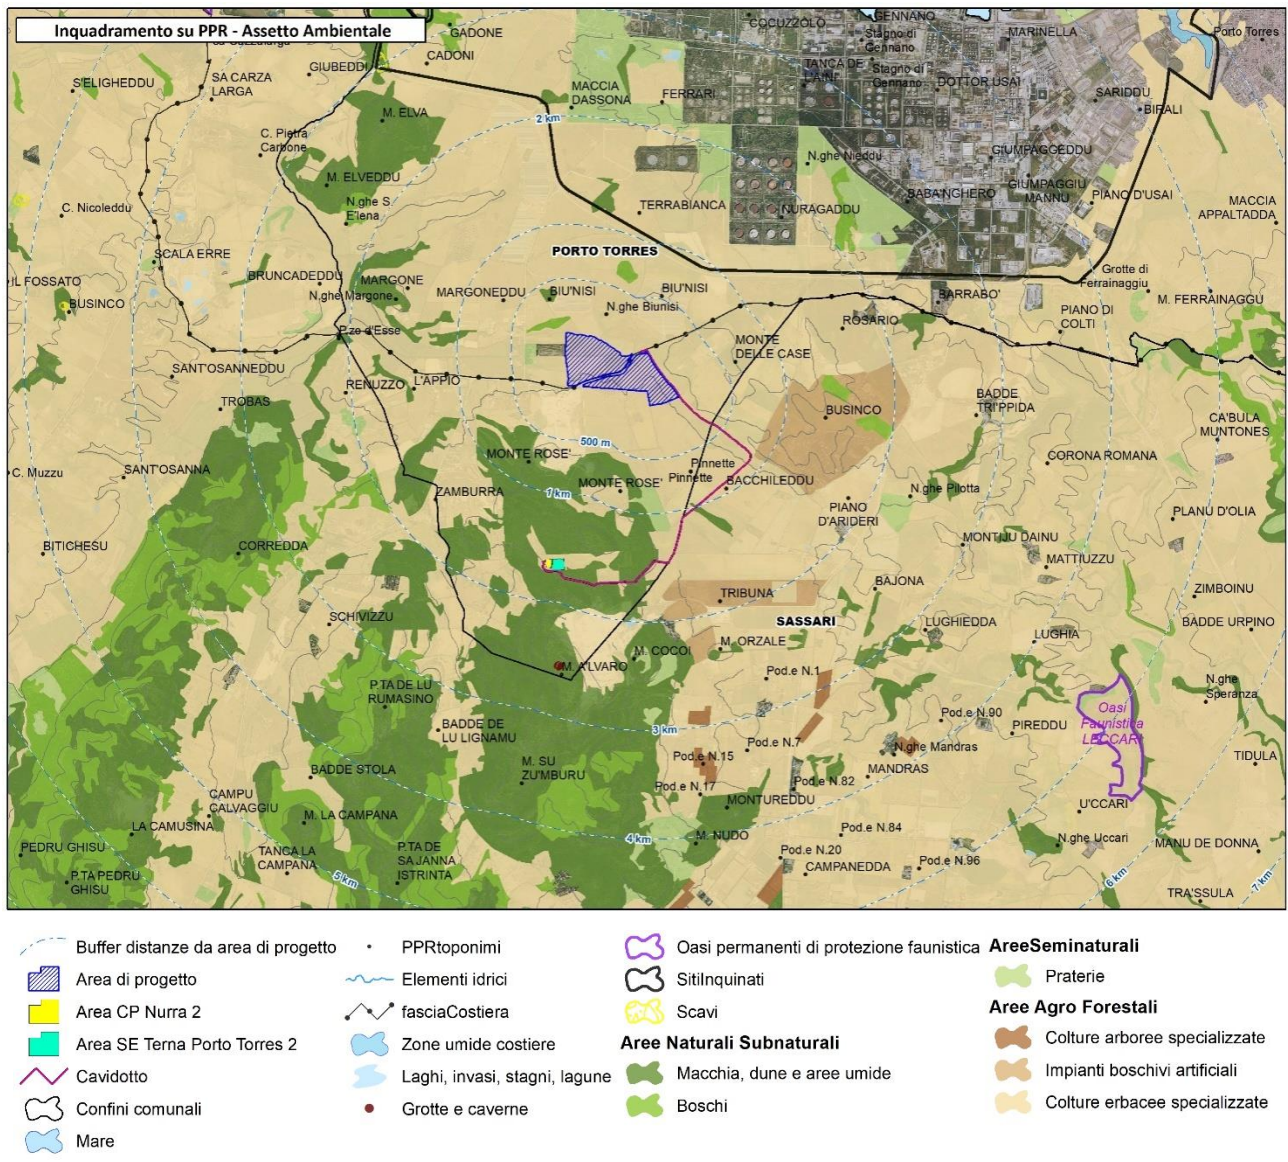 Inquadramento su PPR - Assetto Ambientale
GADONE
CADONI
GIUBEDDI
S'ELIGHEDDU
SA CARZA
LARGA
COCUZZOLO
GENNANO
Stagno di
Gennano
MARINELLA
Porto Torres
TANCA DE
Stagno di
Gennano
DOTTOR USAI
SARIDDU
BIRALI
MACCIA
DASSONA
FERRARI
M. ELVA
2 km
C. Pietra
Carbone
GIUMPAGGEDDU
N.ghe Nieddu
M. ELVEDDU
BABA'NGHERO
GIUMPAGGIU
MANNU
PIANO D'USAI
C. Nicoleddu
N.ghe S.
E'lena
TERRABIANCA
NURAGADDU
MACCIA
APPALTADDA
SCALA ERRE
PORTO TORRES
IL FOSSATO
BUSINCO
BRUNCADEDDU
MARGONE
N.ghe Margone
MARGONEDDU
BIU'NISI
BIU'NISI
N.ghe Biunisi
Grotte di
Ferrainaggiu
BARRABO'
M. FERRAINAGGU
P.zo d'Esse
ROSARIO
PIANO DI
COLTI
MONTE
DELLE CASE
SANT'OSANNEDDU
RENUZZO
L'APPIO
TROBAS
BUSINCO
BADDE
TRI'PPIDA
CA'BULA
MUNTONES
500 m
C. Muzzu
SANT'OSANNA
MONTE ROSE'
MONTE ROSE'
Pinnette
Pinnette
BACCHILEDDU
CORONA ROMANA
ZAMBURRA
1 km
N.ghe Pilotta
PIANO
D'ARIDERI
PLANU D'OLIA
BITICHESU
CORREDDA
MONTIJU DAINU
MATTIUZZU
TRIBUNA
BAJONA
ZIMBOINU
SCHIVIZZU
SASSARI
LUGHIEDDA
LUGHIA
BADDE URPINO
M. ORZALE
M. COCOI
M. A'LVARO
Pod.e N.1
P.TA DE LU
RUMASINO
N.ghe
Speranza
Oasi
Faunistica
LECCARI
BADDE DE
LU LIGNAMU
3 km
Pod.e N.90
PIREDDU
Pod.e N.7
N.ghe Mandras
Pod.e N.15
MANDRAS
TIDULA
BADDE STOLA
M. SU
ZU'MBURU
Pod.e N.17
Pod.e N.82
MONTUREDDU
CAMPU
CALVAGGIU
M. LA CAMPANA
U'CCARI
LA CAMUSINA
4 km
M. NUDO
Pod.e N.84
N.ghe Uccari
MANU DE DONNA
PEDRU GHISU
TANCA LA
CAMPANA
P.TA DE
SA JANNA
ISTRINTA
Pod.e N.20
CAMPANEDDA
Pod.e N.96
P.TA PEDRU
GHISU
5 km
6 km
7 km
TRA'SSULA
Buffer distanze da area di progetto
Area di progetto
Area CP Nurra 2
Area SE Terna Porto Torres 2
Cavidotto
Confini comunali
Mare
PPRtoponimi
Elementi idrici
fasciaCostiera
Zone umide costiere
Laghi, invasi, stagni, lagune
Grotte e caverne
Oasi permanenti di protezione faunistica
SitiInquinati
Scavi
Aree Naturali Subnaturali
Macchia, dune e aree umide
Boschi
AreeSeminaturali
Praterie
Aree Agro Forestali
Colture arboree specializzate
Impianti boschivi artificiali
Colture erbacee specializzate